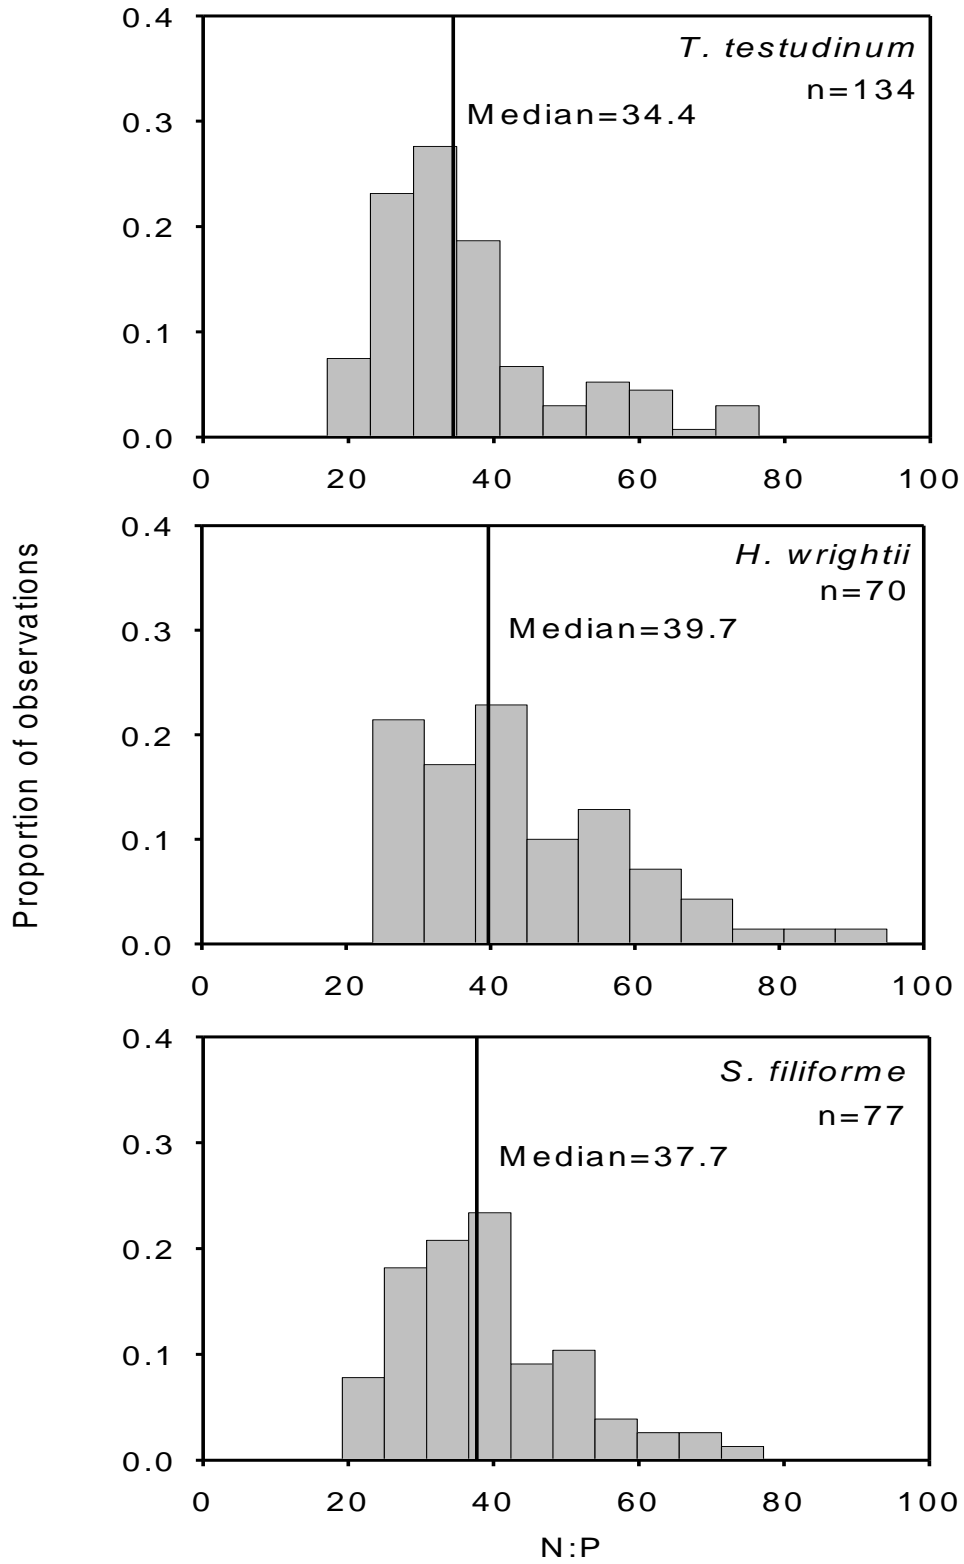 0.4
T. testudinum
n=134
Median=34.4
0.3
0.2
0.1
0.0
0 20 40 60 80 100
Proportion of observations
0.4
H. wrightii
n=70
Median=39.7
0.3
0.2
0.1
0.0
0 20 40 60 80 100
0.4
S. filiforme
n=77
Median=37.7
0.3
0.2
0.1
0.0
0 20 40 60 80 100
N:P